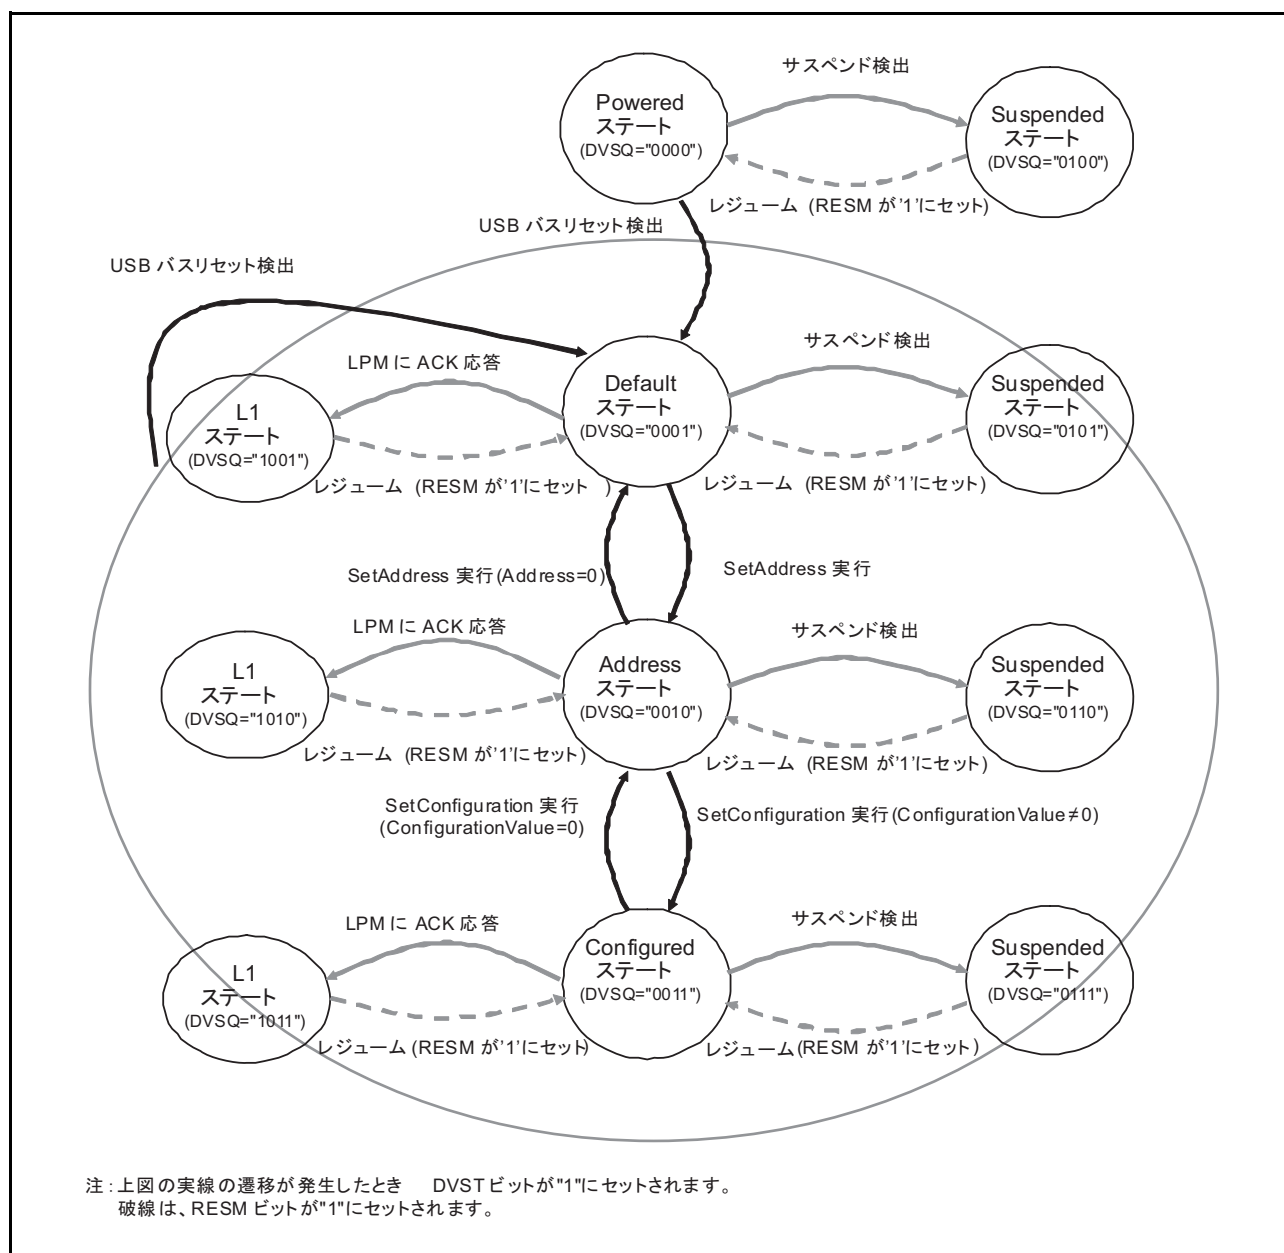 サスペンド検出
Powered
ステート
(DVSQ="0000")
Suspended
ステート
(DVSQ="0100")
レジューム (RESM が'1'にセット)
USB バスリセット検出
USB バスリセット検出
サスペンド検出
LPM に ACK 応答
Default
ステート
(DVSQ="0001")
Suspended
ステート
(DVSQ="0101")
L1
ステート
(DVSQ="1001")
レジューム (RESM が'1'にセット )
レジューム (RESM が'1'にセット)
SetAddress 実行(Address=0)
SetAddress 実行
LPM に ACK 応答
サスペンド検出
L1
ステート
(DVSQ="1010")
Address
ステート
(DVSQ="0010")
Suspended
ステート
(DVSQ="0110")
レジューム (RESM が'1'にセット)
レジューム (RESM が'1'にセット)
SetConfiguration 実行
(ConfigurationValue=0)
SetConfiguration 実行(ConfigurationValue≠0)
LPM に ACK 応答
サスペンド検出
L1
ステート
(DVSQ="1011")
Configured
ステート
(DVSQ="0011")
Suspended
ステート
(DVSQ="0111")
レジューム(RESM が'1'にセット)
レジューム(RESM が'1'にセット)
注:上図の実線の遷移が発生したとき DVSTビットが"1"にセットされます。
破線は、RESM ビットが"1"にセットされます。